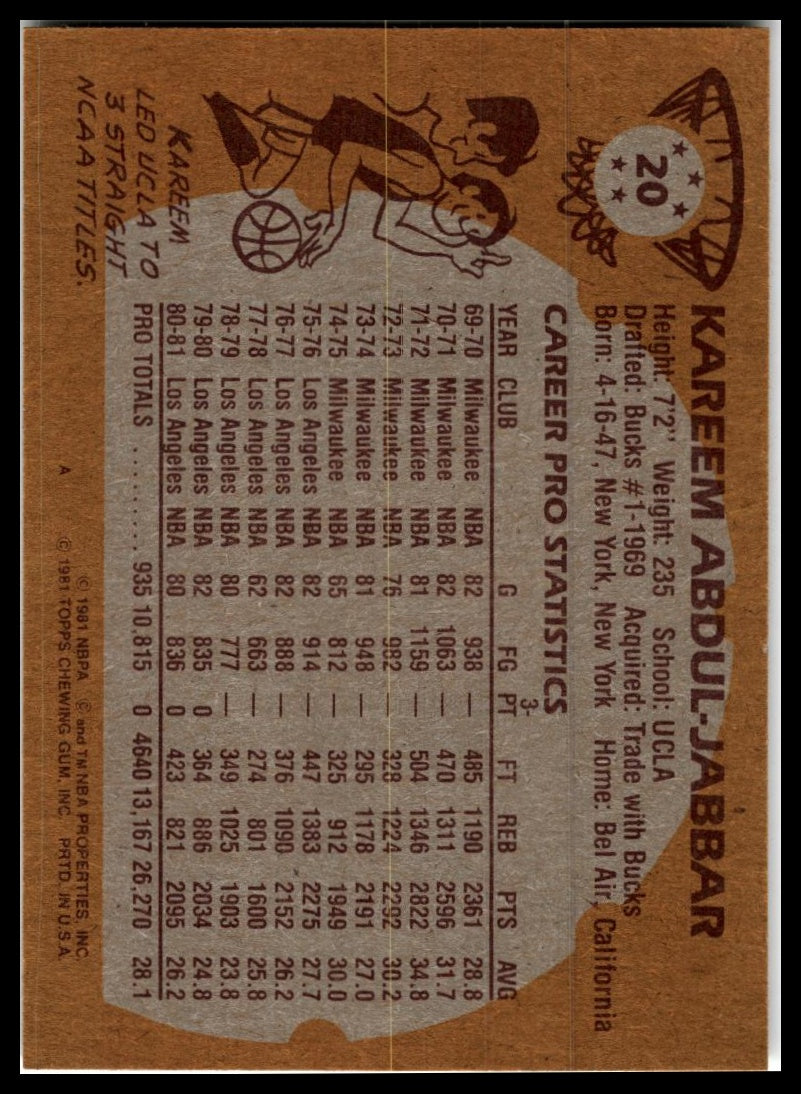 20
KAREEM ABDUL-JABBAR
Height: 7'2" Weight: 235 School: UCLA
Drafted: Bucks #1-1969 Acquired: Trade with Bucks
Born: 4-16-47, New York, New York Home: Bel Air, California
CAREER PRO STATISTICS
YEAR CLUB G FG 3-PT FT REB PTS AVG
69-70 Milwaukee NBA 82 938 — 485 1190 2361 28.8
70-71 Milwaukee NBA 82 1063 — 470 1311 2596 31.7
71-72 Milwaukee NBA 81 1159 — 504 1346 2822 34.8
72-73 Milwaukee NBA 76 982 — 328 1224 2292 30.2
73-74 Milwaukee NBA 81 948 — 295 1178 2191 27.0
74-75 Milwaukee NBA 65 812 — 325 912 1949 30.0
75-76 Los Angeles NBA 82 914 — 447 1383 2275 27.7
76-77 Los Angeles NBA 82 888 — 376 1090 2152 26.2
77-78 Los Angeles NBA 62 663 — 274 801 1600 25.8
78-79 Los Angeles NBA 80 777 — 349 1025 1903 23.8
79-80 Los Angeles NBA 82 835 0 364 886 2034 24.8
80-81 Los Angeles NBA 80 836 0 423 821 2095 26.2
PRO TOTALS ......... 935 10,815 0 4640 13,167 26,270 28.1
KAREEM
LED UCLA TO
3 STRAIGHT
NCAA TITLES.
© 1981 NBPA © and TM NBA PROPERTIES, INC.
A © 1981 TOPPS CHEWING GUM, INC. PRTD. IN U.S.A.